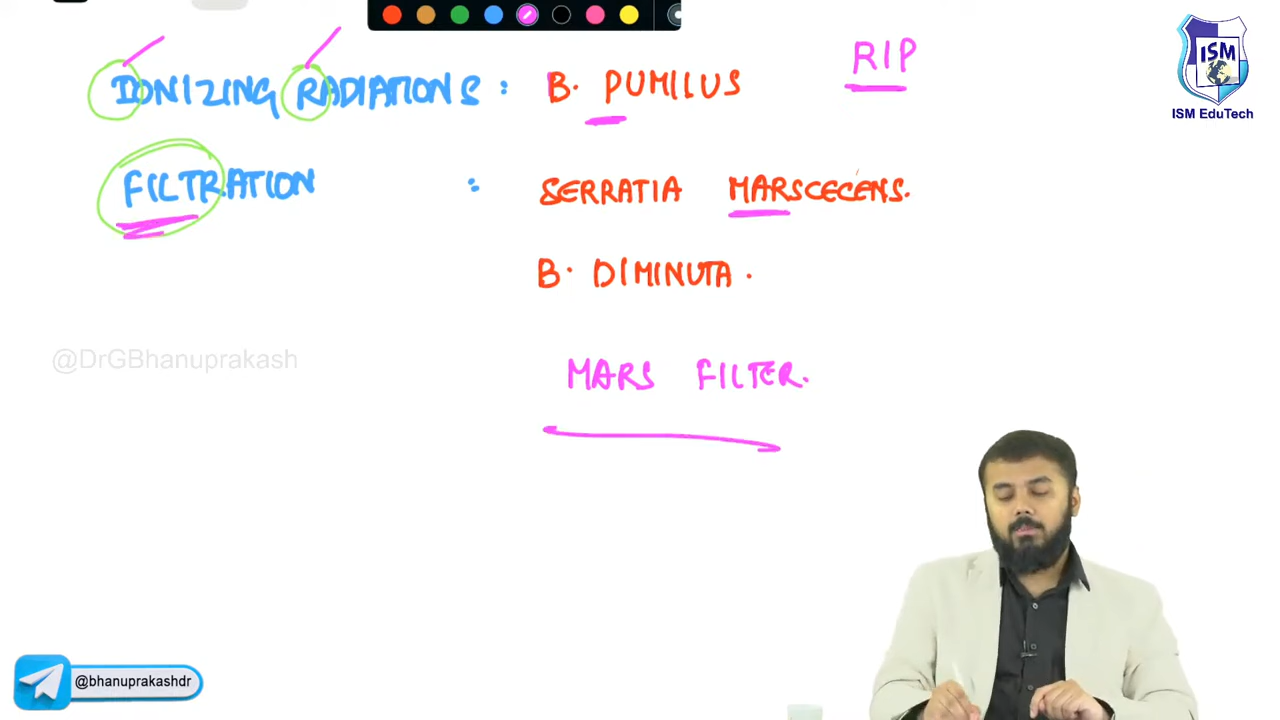 IONIZING RADIATIONS : B. PUMILUS
RIP
ISM
ISM EduTech
FILTRATION : SERRATIA MARSCECENS.
B. DIMINUTA.
@DrGBhanuprakash
MARS FILTER.
@bhanuprakashdr